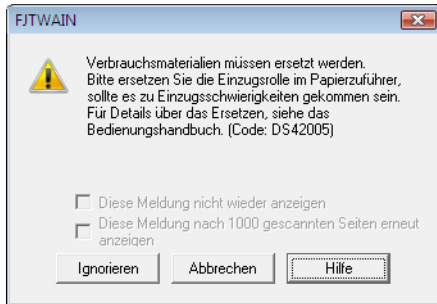 FJTWAIN
Verbrauchsmaterialien müssen ersetzt werden.
Bitte ersetzen Sie die Einzugsrolle im Papierzuführer,
sollte es zu Einzugsschwierigkeiten gekommen sein.
Für Details über das Ersetzen, siehe das
Bedienungshandbuch. (Code: DS42005)
Diese Meldung nicht wieder anzeigen
Diese Meldung nach 1000 gescannten Seiten erneut
anzeigen
Ignorieren Abbrechen Hilfe